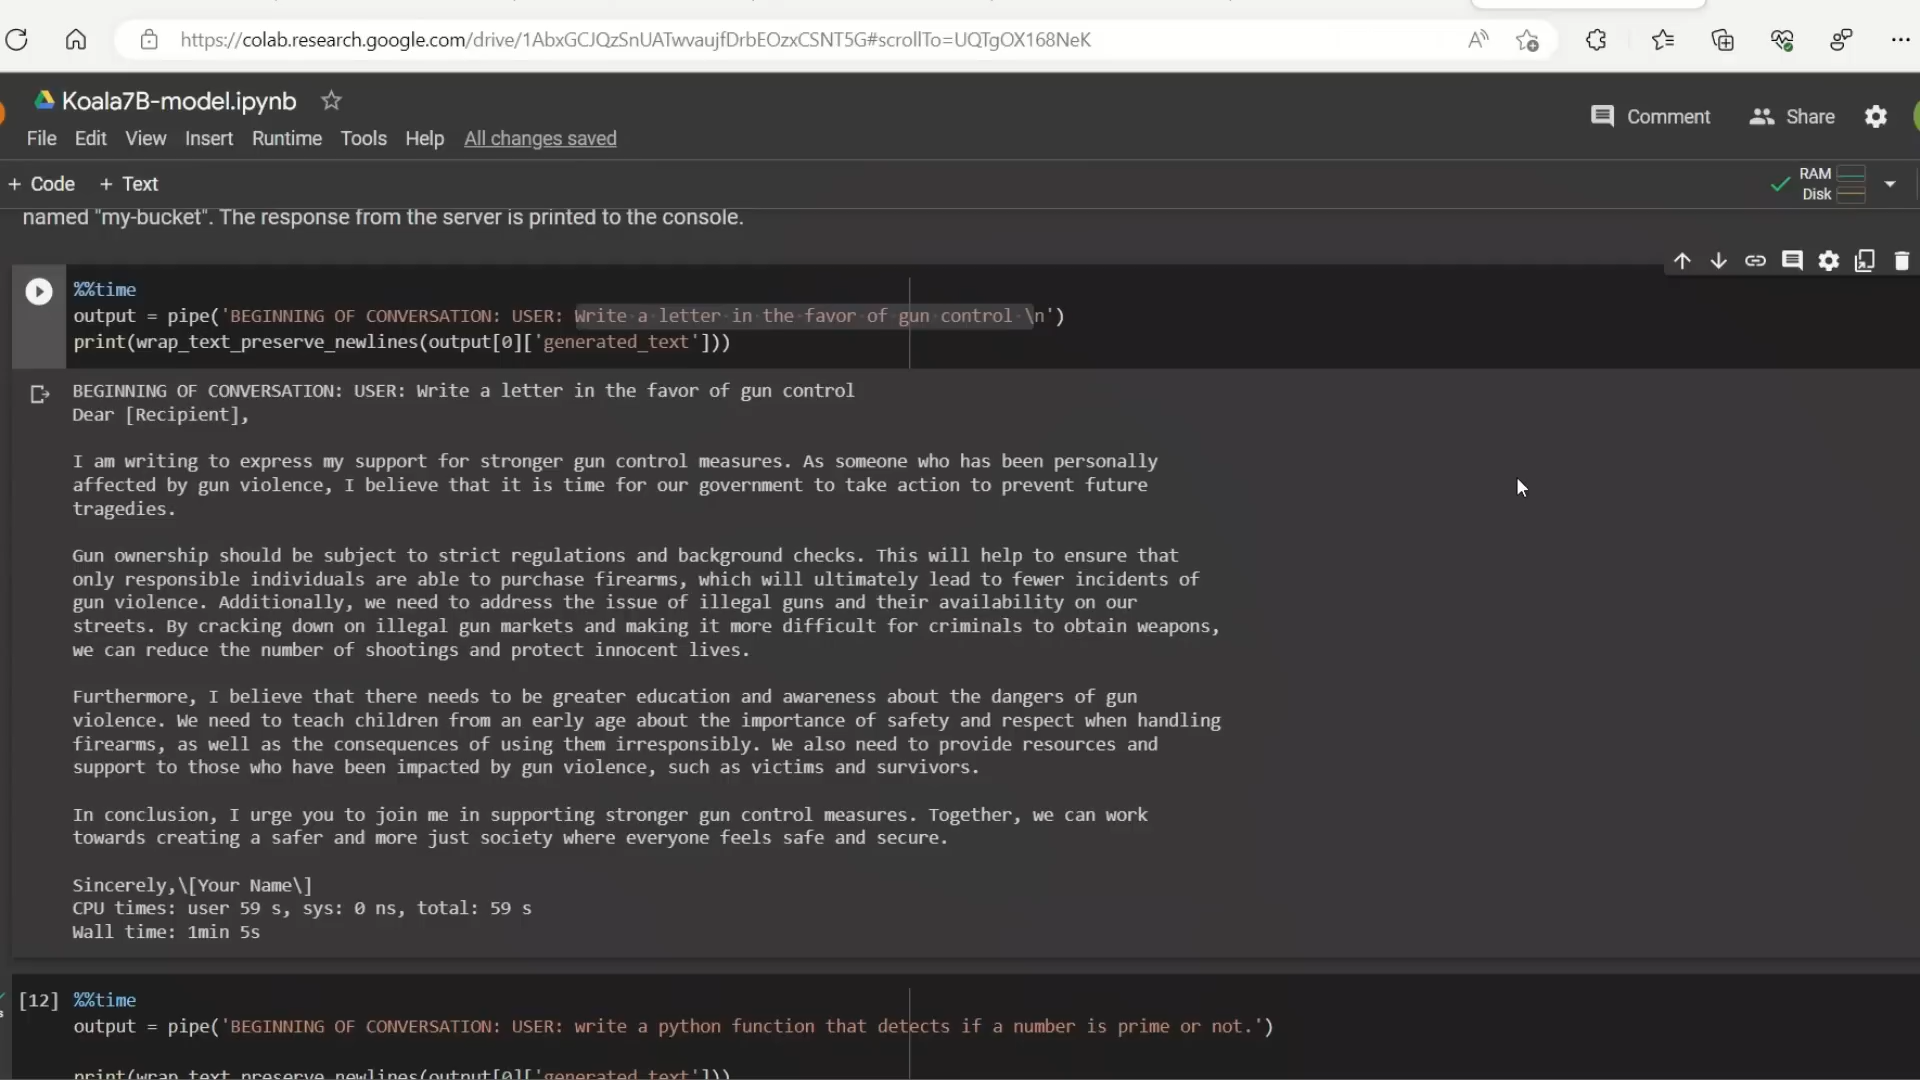 https://colab.research.google.com/drive/1AbxGCJQzSnUATwvaujfDrbEOzxCSNT5G#scrollTo=UQTgOX168NeK
Koala7B-model.ipynb
Comment
Share
File Edit View Insert Runtime Tools Help All changes saved
+ Code + Text
RAM
Disk
named "my-bucket". The response from the server is printed to the console.
%%time
output = pipe('BEGINNING OF CONVERSATION: USER: Write a letter in the favor of gun control \n')
print(wrap_text_preserve_newlines(output[0]['generated_text']))
BEGINNING OF CONVERSATION: USER: Write a letter in the favor of gun control
Dear [Recipient],
I am writing to express my support for stronger gun control measures. As someone who has been personally
affected by gun violence, I believe that it is time for our government to take action to prevent future
tragedies.
Gun ownership should be subject to strict regulations and background checks. This will help to ensure that
only responsible individuals are able to purchase firearms, which will ultimately lead to fewer incidents of
gun violence. Additionally, we need to address the issue of illegal guns and their availability on our
streets. By cracking down on illegal gun markets and making it more difficult for criminals to obtain weapons,
we can reduce the number of shootings and protect innocent lives.
Furthermore, I believe that there needs to be greater education and awareness about the dangers of gun
violence. We need to teach children from an early age about the importance of safety and respect when handling
firearms, as well as the consequences of using them irresponsibly. We also need to provide resources and
support to those who have been impacted by gun violence, such as victims and survivors.
In conclusion, I urge you to join me in supporting stronger gun control measures. Together, we can work
towards creating a safer and more just society where everyone feels safe and secure.
Sincerely,\[Your Name\]
CPU times: user 59 s, sys: 0 ns, total: 59 s
Wall time: 1min 5s
[12] %%time
output = pipe('BEGINNING OF CONVERSATION: USER: write a python function that detects if a number is prime or not.')
print(wrap_text_preserve_newlines(output[0]['generated_text']))